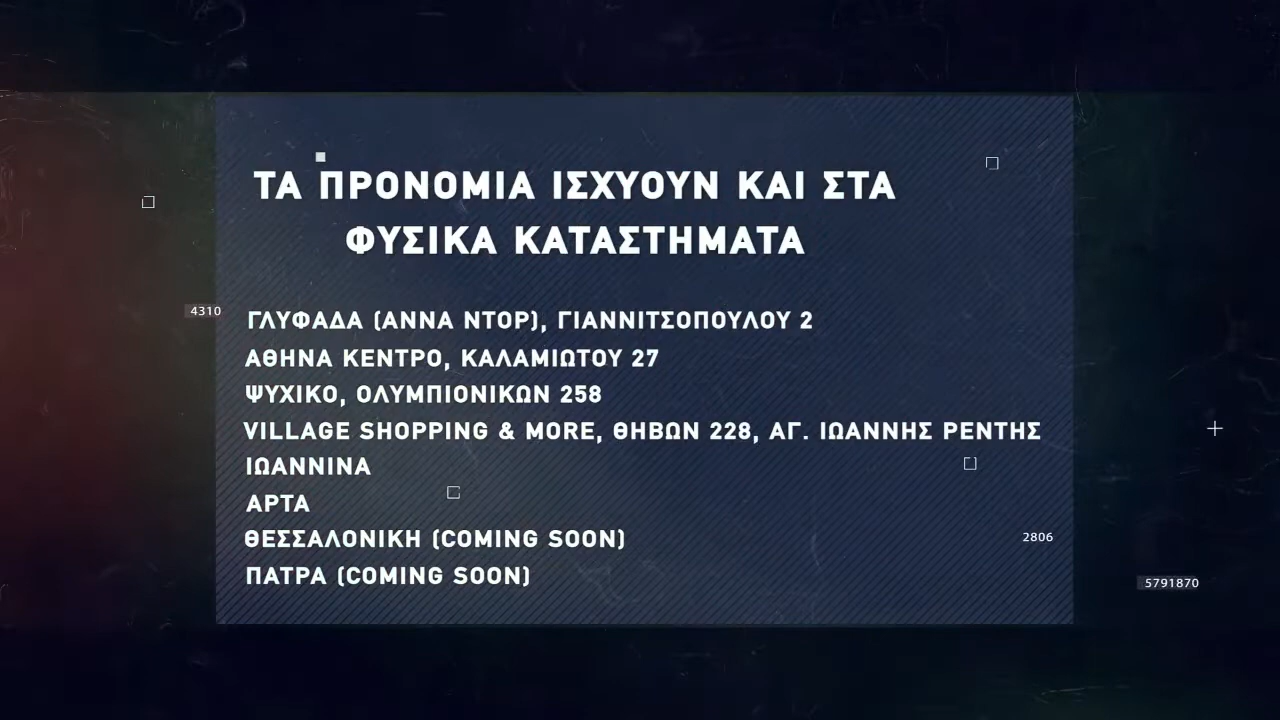 ΤΑ ΠΡΟΝΟΜΙΑ ΙΣΧΥΟΥΝ ΚΑΙ ΣΤΑ
ΦΥΣΙΚΑ ΚΑΤΑΣΤΗΜΑΤΑ
4310
ΓΛΥΦΑΔΑ (ΑΝΝΑ ΝΤΟΡ), ΓΙΑΝΝΙΤΣΟΠΟΥΛΟΥ 2
ΑΘΗΝΑ ΚΕΝΤΡΟ, ΚΑΛΑΜΙΩΤΟΥ 27
ΨΥΧΙΚΟ, ΟΛΥΜΠΙΟΝΙΚΩΝ 258
VILLAGE SHOPPING & MORE, ΘΗΒΩΝ 228, ΑΓ. ΙΩΑΝΝΗΣ ΡΕΝΤΗΣ
ΙΩΑΝΝΙΝΑ
ΑΡΤΑ
ΘΕΣΣΑΛΟΝΙΚΗ (COMING SOON)
2806
ΠΑΤΡΑ (COMING SOON)
5791870